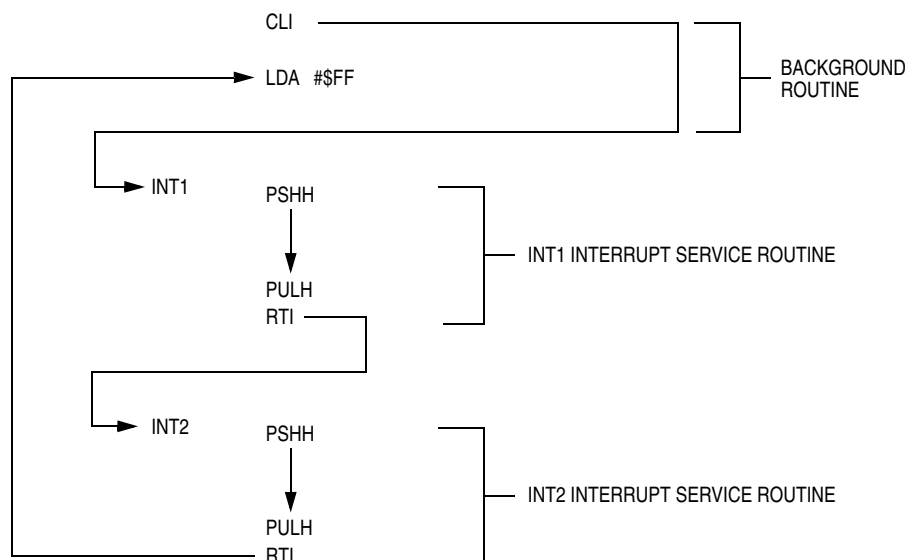 CLI
LDA #$FF
BACKGROUND
ROUTINE
INT1
PSHH
INT1 INTERRUPT SERVICE ROUTINE
PULH
RTI
INT2
PSHH
INT2 INTERRUPT SERVICE ROUTINE
PULH
RTI